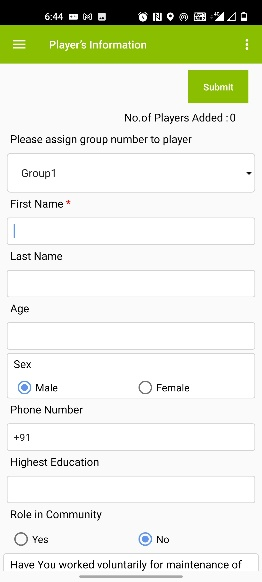 6:44
Player's Information
Submit
No.of Players Added :0
Please assign group number to player
Group1
First Name *
Last Name
Age
Sex
Male Female
Phone Number
+91
Highest Education
Role in Community
Yes No
Have You worked voluntarily for maintenance of